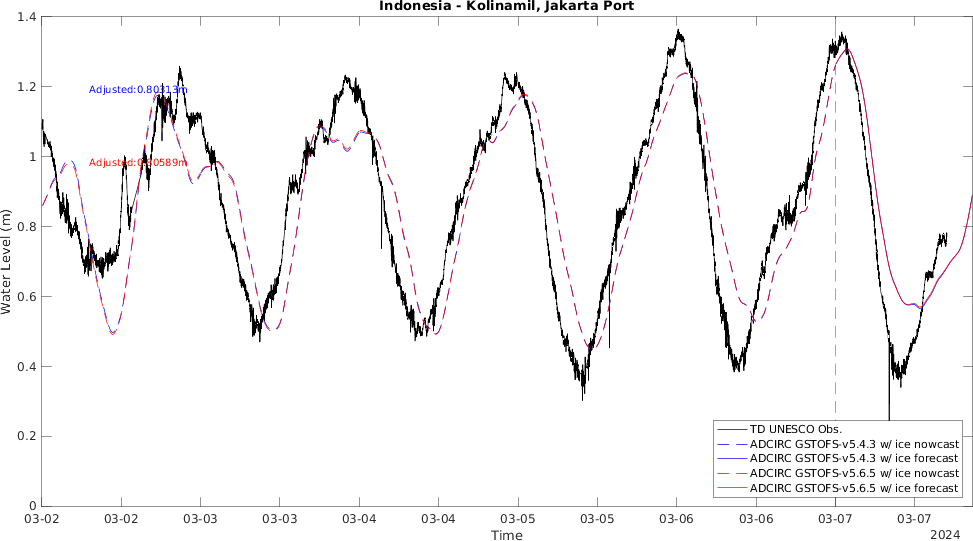 Indonesia - Kolinamil, Jakarta Port
1.4
1.2
1
0.8
0.6
0.4
0.2
0
Water Level (m)
Adjusted:0.80313m
Adjusted:0.80589m
TD UNESCO Obs.
ADCIRC GSTOFS-v5.4.3 w/ ice nowcast
ADCIRC GSTOFS-v5.4.3 w/ ice forecast
ADCIRC GSTOFS-v5.6.5 w/ ice nowcast
ADCIRC GSTOFS-v5.6.5 w/ ice forecast
03-02 03-02 03-03 03-03 03-04 03-04 03-05 03-05 03-06 03-06 03-07 03-07
Time
2024